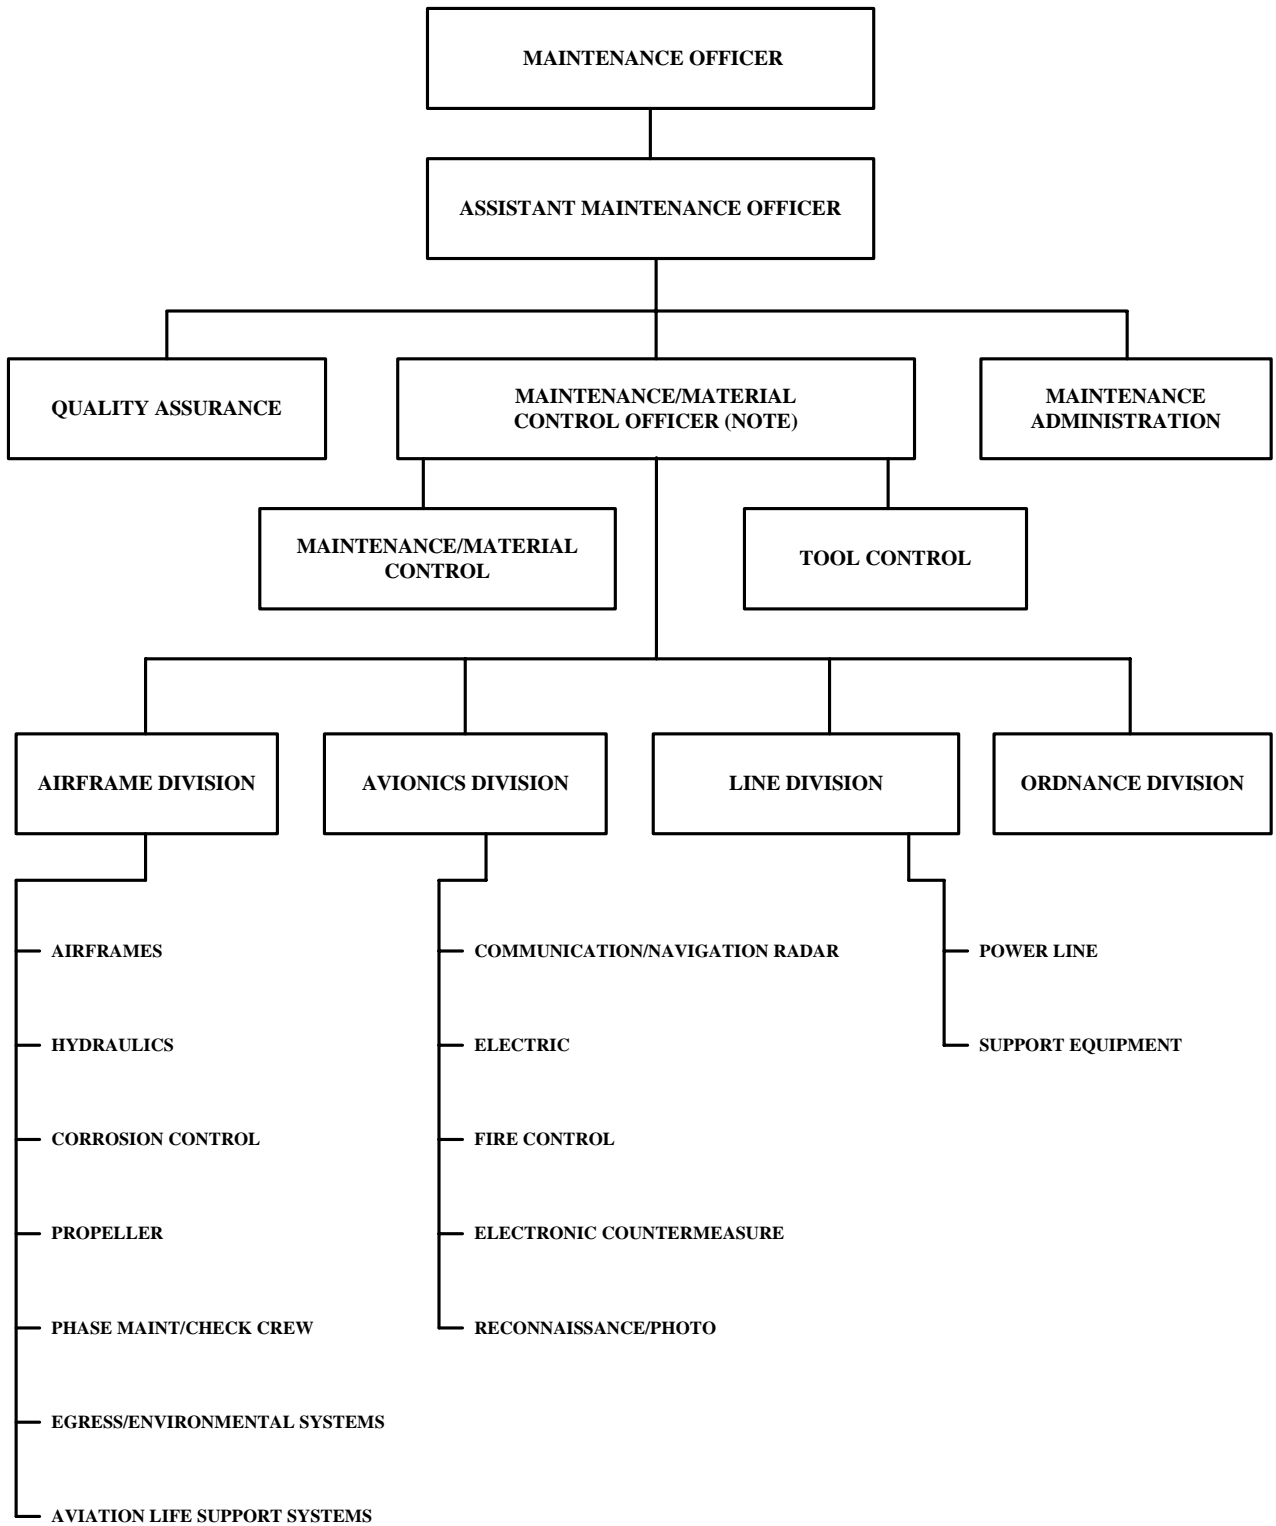 MAINTENANCE OFFICER
ASSISTANT MAINTENANCE OFFICER
QUALITY ASSURANCE
MAINTENANCE/MATERIAL
CONTROL OFFICER (NOTE)
MAINTENANCE
ADMINISTRATION
MAINTENANCE/MATERIAL
CONTROL
TOOL CONTROL
AIRFRAME DIVISION
AVIONICS DIVISION
LINE DIVISION
ORDNANCE DIVISION
AIRFRAMES
HYDRAULICS
CORROSION CONTROL
PROPELLER
PHASE MAINT/CHECK CREW
EGRESS/ENVIRONMENTAL SYSTEMS
AVIATION LIFE SUPPORT SYSTEMS
COMMUNICATION/NAVIGATION RADAR
ELECTRIC
FIRE CONTROL
ELECTRONIC COUNTERMEASURE
RECONNAISSANCE/PHOTO
POWER LINE
SUPPORT EQUIPMENT